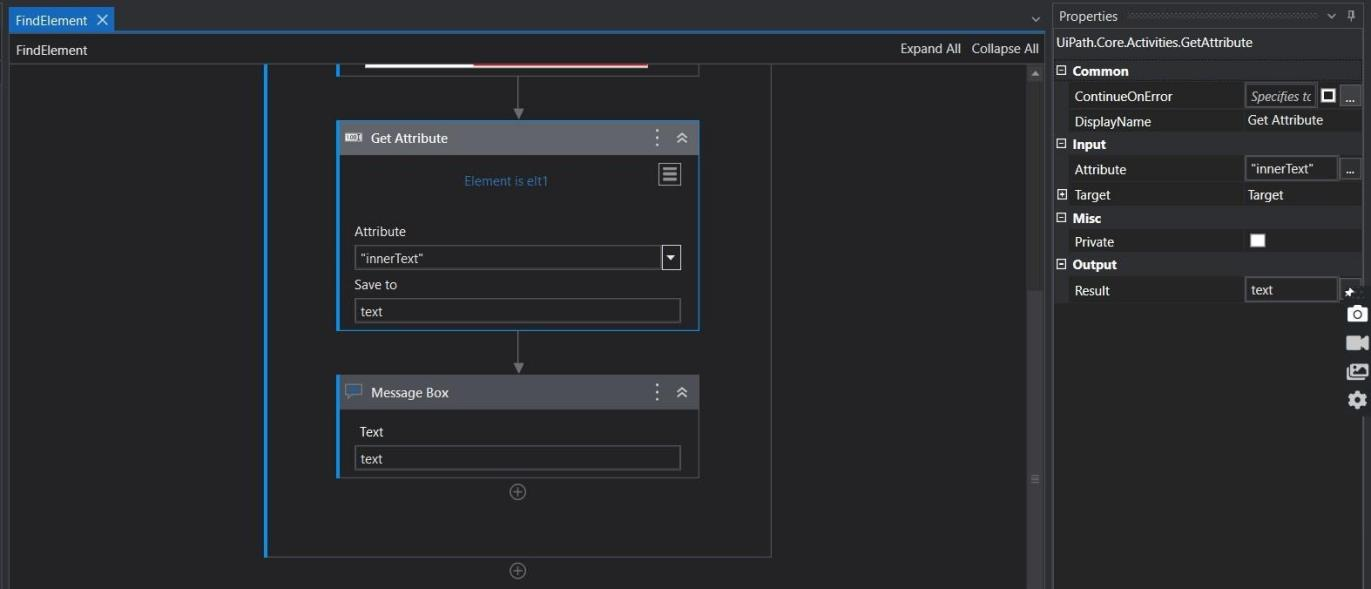 FindElement
FindElement
Expand All Collapse All
Get Attribute
Element is elt1
Attribute
"innerText"
Save to
text
Message Box
Text
text
Properties
UiPath.Core.Activities.GetAttribute
Common
ContinueOnError Specifies to ...
DisplayName Get Attribute
Input
Attribute "innerText" ...
Target Target
Misc
Private
Output
Result text